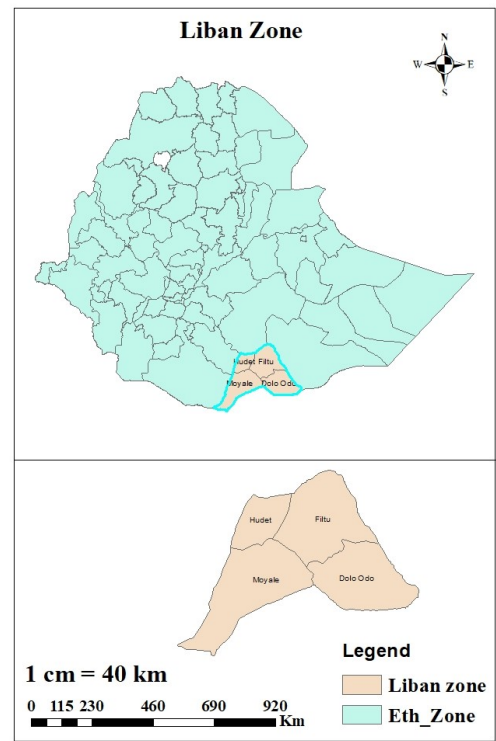 Liban Zone
N
W E
S
Hudet Filtu
Moyale Dolo Odo
Hudet
Filtu
Moyale
Dolo Odo
Legend
Liban zone
Eth_Zone
1 cm = 40 km
0 115 230 460 690 920
Km